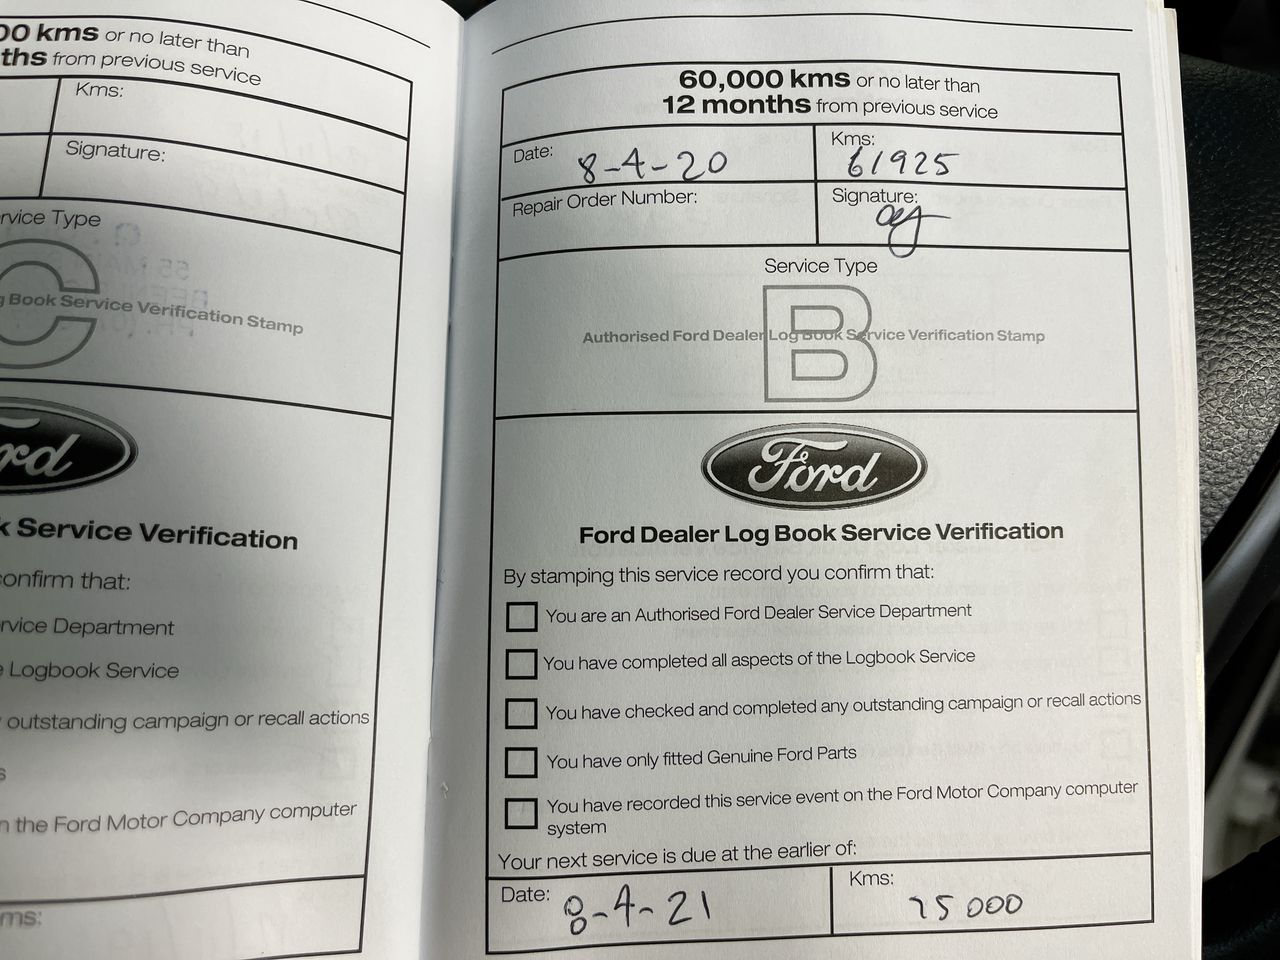 00 kms or no later than
ths from previous service
Kms:
Signature:
rvice Type
C
g Book Service Verification Stamp
rd
k Service Verification
confirm that:
rvice Department
e Logbook Service
outstanding campaign or recall actions
s
n the Ford Motor Company computer
ms:
60,000 kms or no later than
12 months from previous service
Date: 8-4-20 Kms: 61925
Repair Order Number: Signature:
Service Type
B
Authorised Ford Dealer Log Book Service Verification Stamp
Ford
Ford Dealer Log Book Service Verification
By stamping this service record you confirm that:
You are an Authorised Ford Dealer Service Department
You have completed all aspects of the Logbook Service
You have checked and completed any outstanding campaign or recall actions
You have only fitted Genuine Ford Parts
You have recorded this service event on the Ford Motor Company computer
system
Your next service is due at the earlier of:
Date: 8-4-21 Kms: 75000